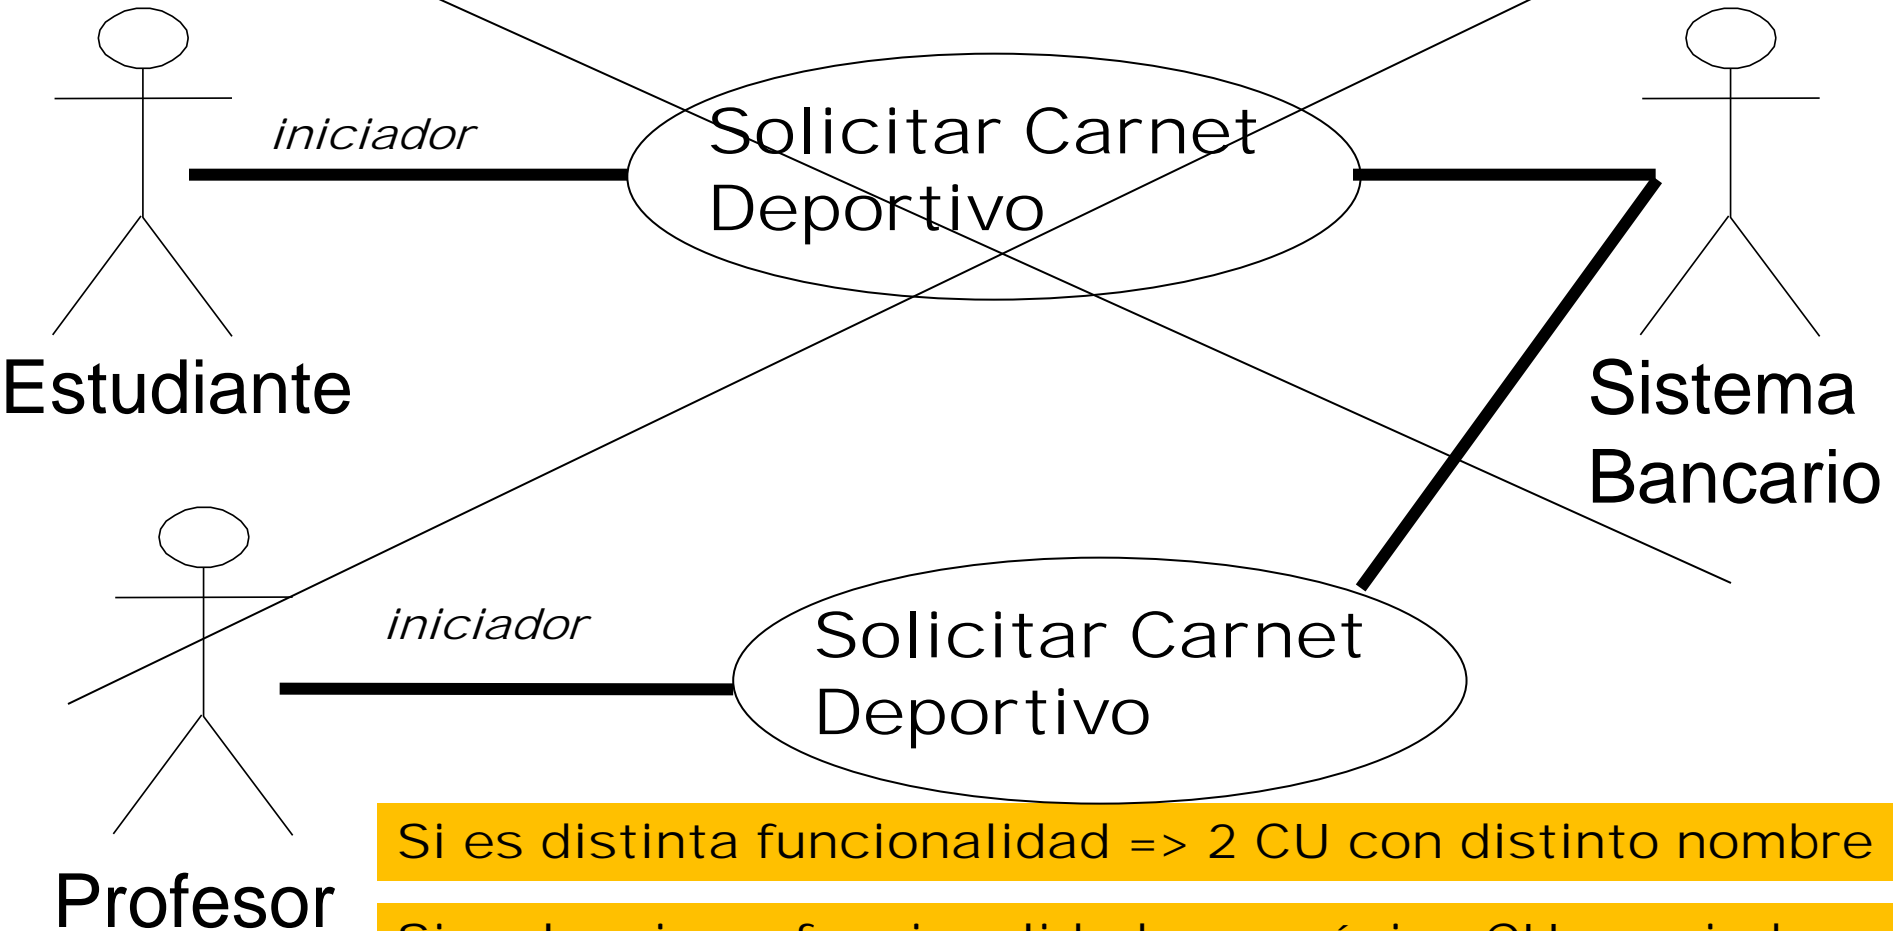 iniciador
Solicitar Carnet
Deportivo
Estudiante
Sistema
Bancario
iniciador
Solicitar Carnet
Deportivo
Profesor
Si es distinta funcionalidad => 2 CU con distinto nombre